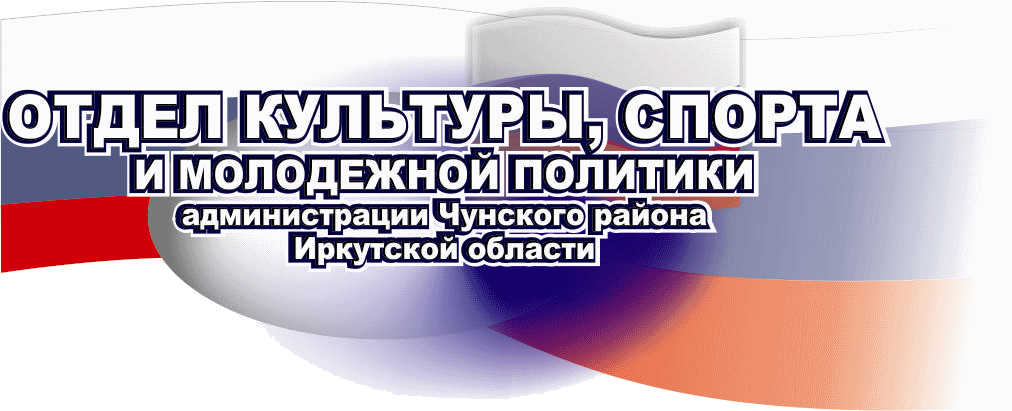 ОТДЕЛ КУЛЬТУРЫ, СПОРТА
И МОЛОДЕЖНОЙ ПОЛИТИКИ
администрации Чунского района
Иркутской области